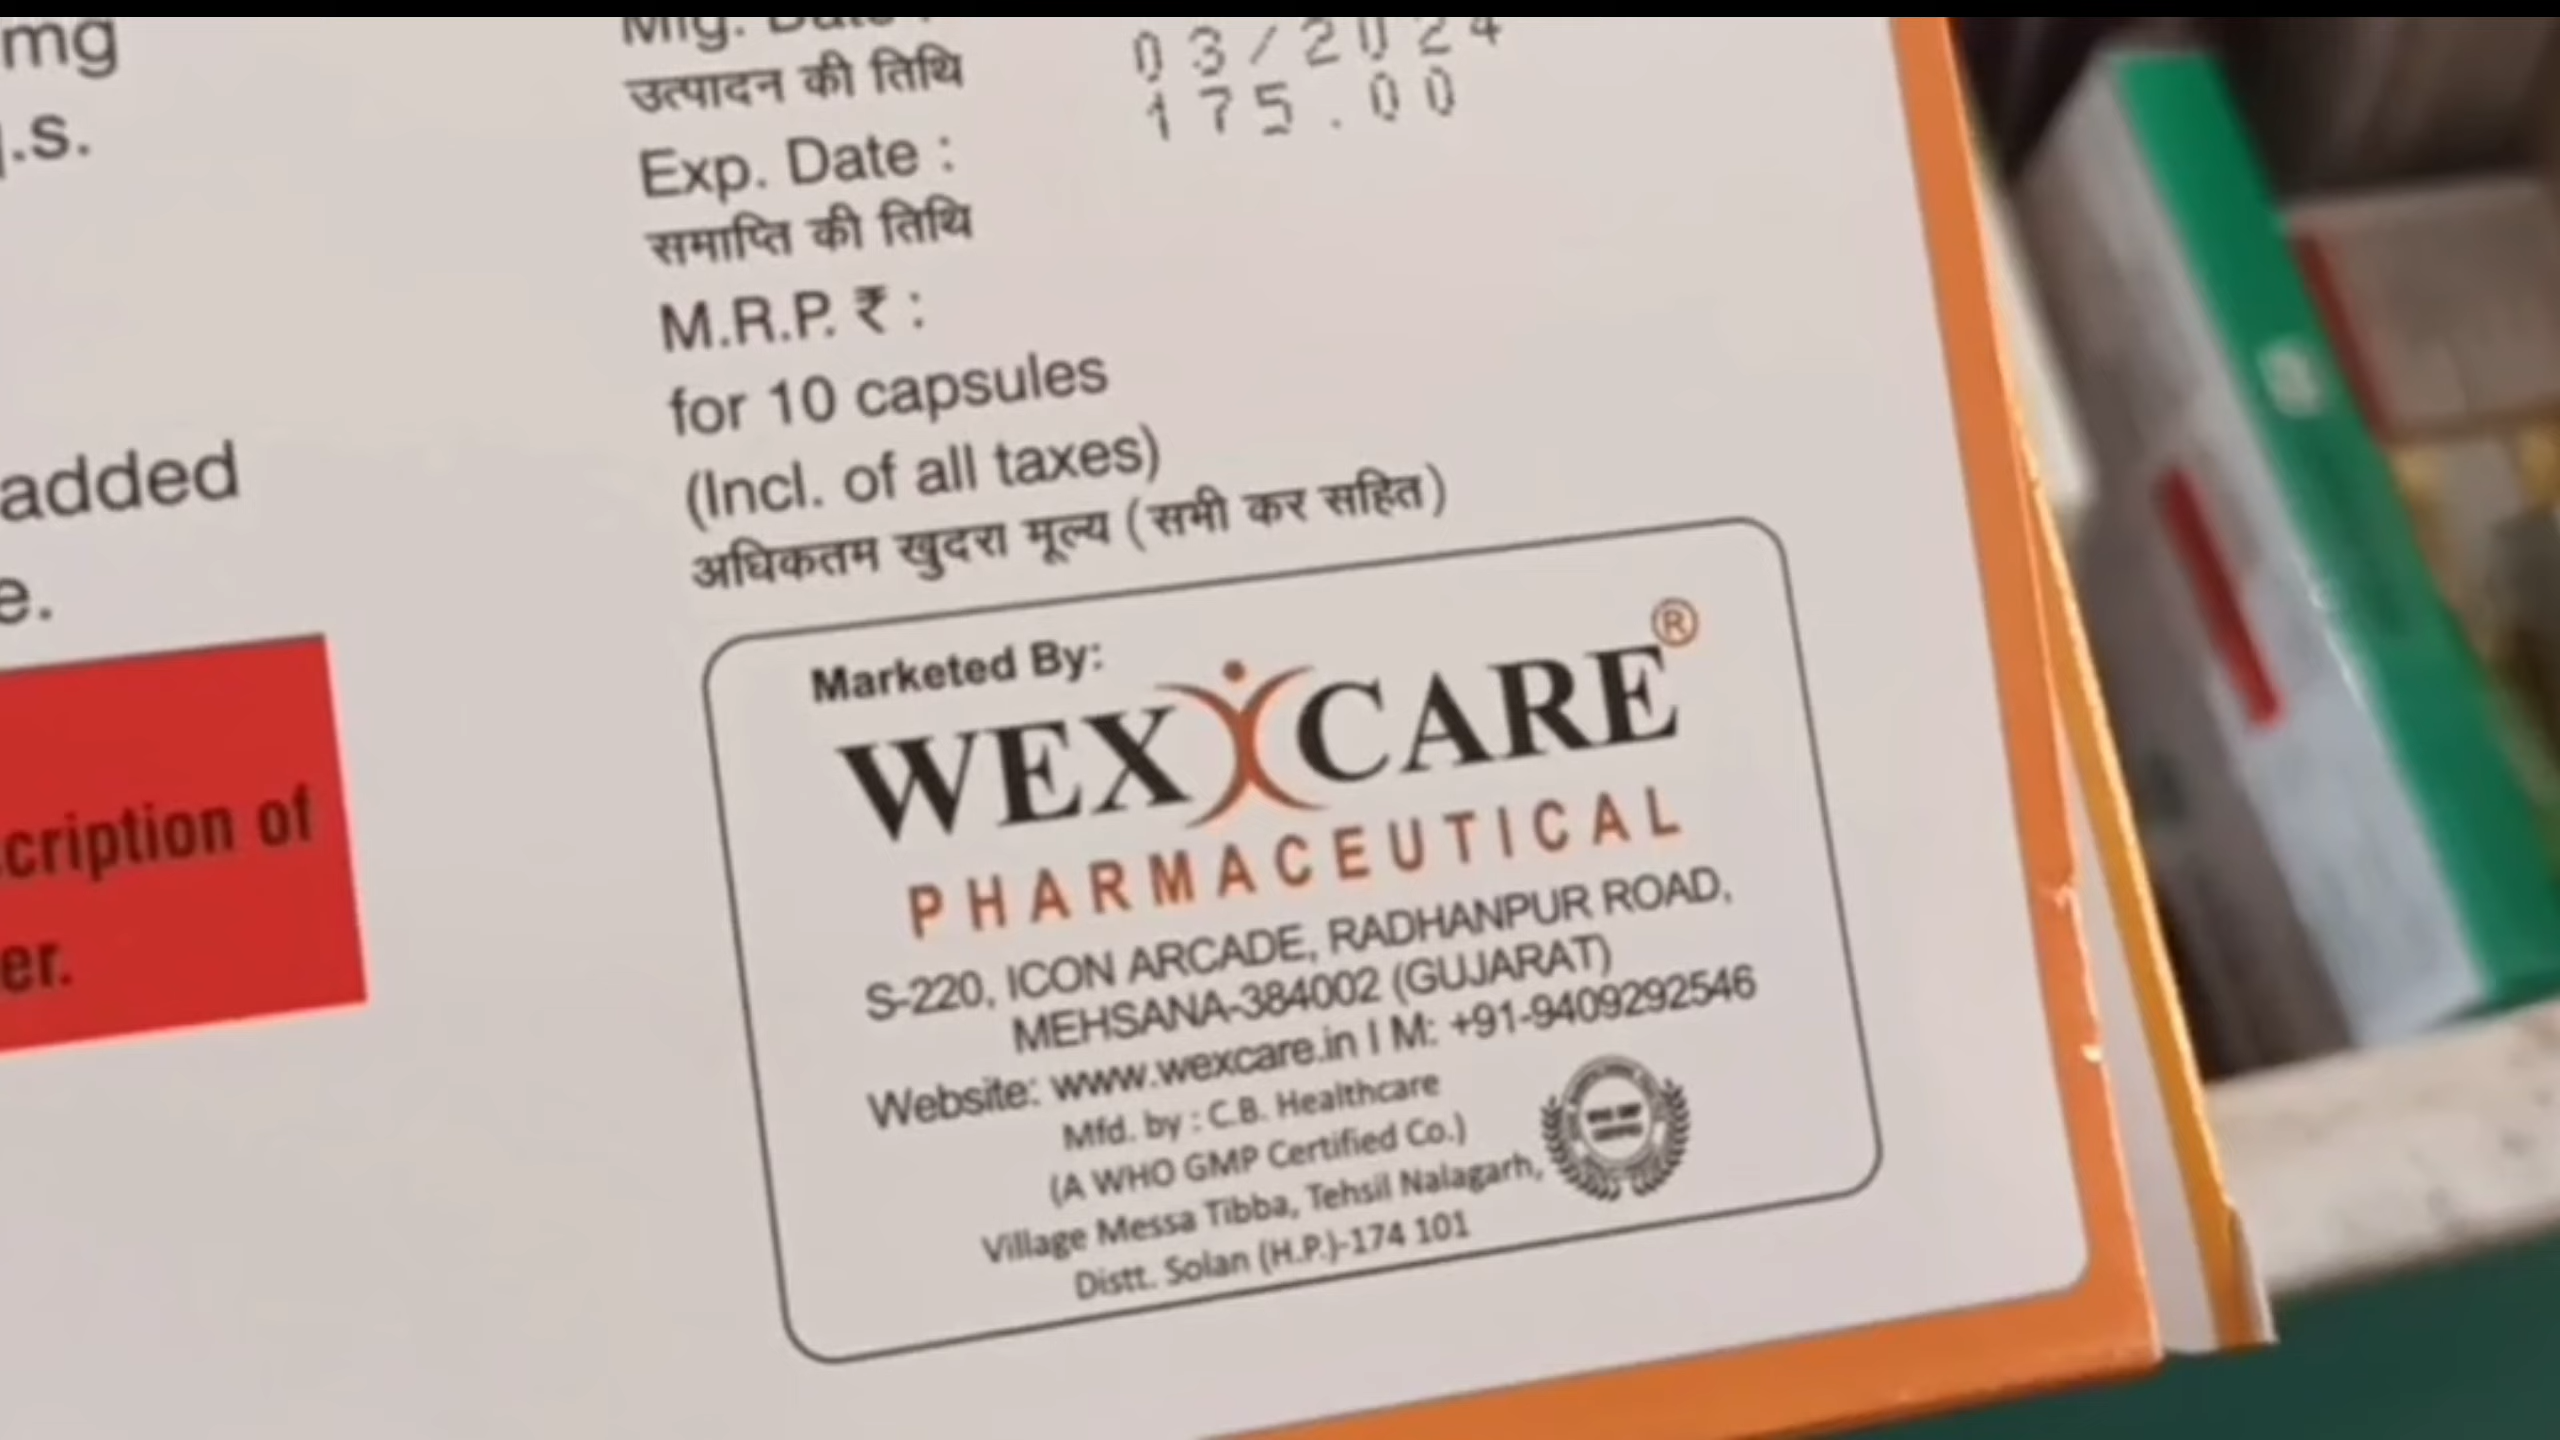 mg
q.s.
added
e.
cription of
er.
Mfg. Date :
उत्पादन की तिथि
Exp. Date :
समाप्ति की तिथि
M.R.P. ₹ :
for 10 capsules
(Incl. of all taxes)
अधिकतम खुदरा मूल्य (सभी कर सहित)
03/2024
175.00
Marketed By:
WEX CARE®
PHARMACEUTICAL
S-220, ICON ARCADE, RADHANPUR ROAD,
MEHSANA-384002 (GUJARAT)
Website: www.wexcare.in I M: +91-9409292546
Mfd. by : C.B. Healthcare
(A WHO GMP Certified Co.)
Village Messa Tibba, Tehsil Nalagarh,
Distt. Solan (H.P.)-174 101